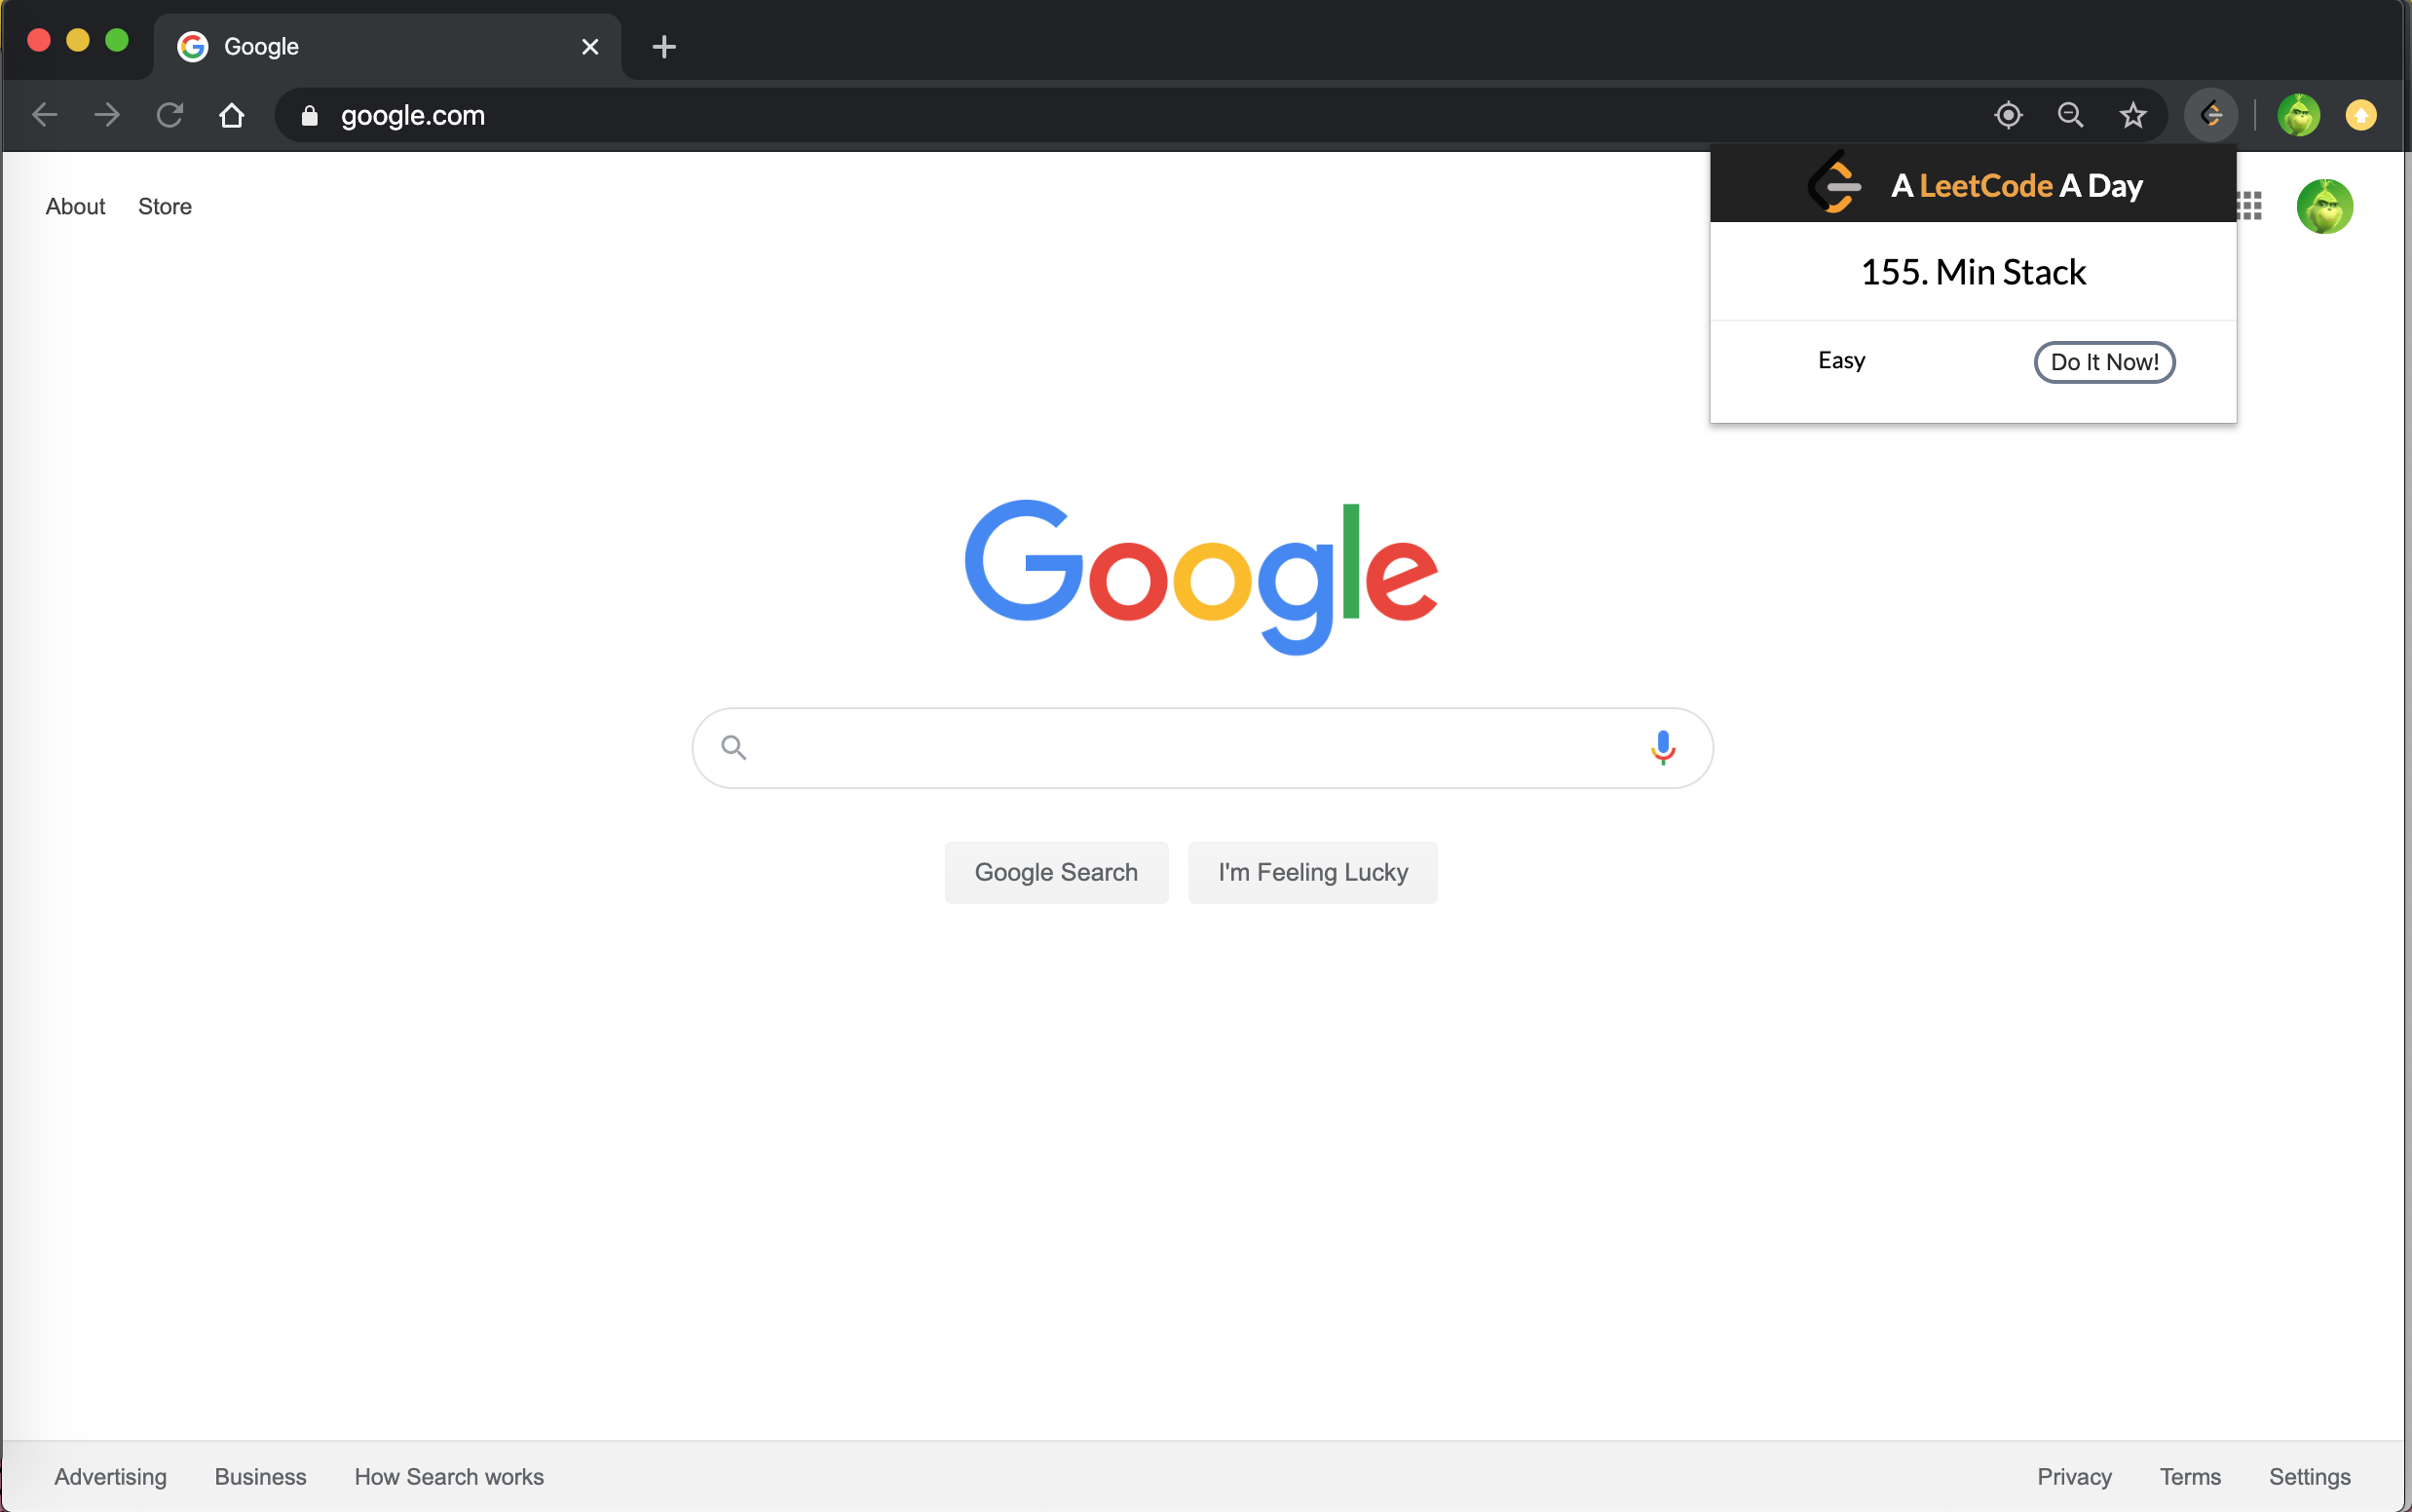 Google
google.com
About Store
A LeetCode A Day
155. Min Stack
Easy Do It Now!
Google
Google Search I'm Feeling Lucky
Advertising Business How Search works Privacy Terms Settings